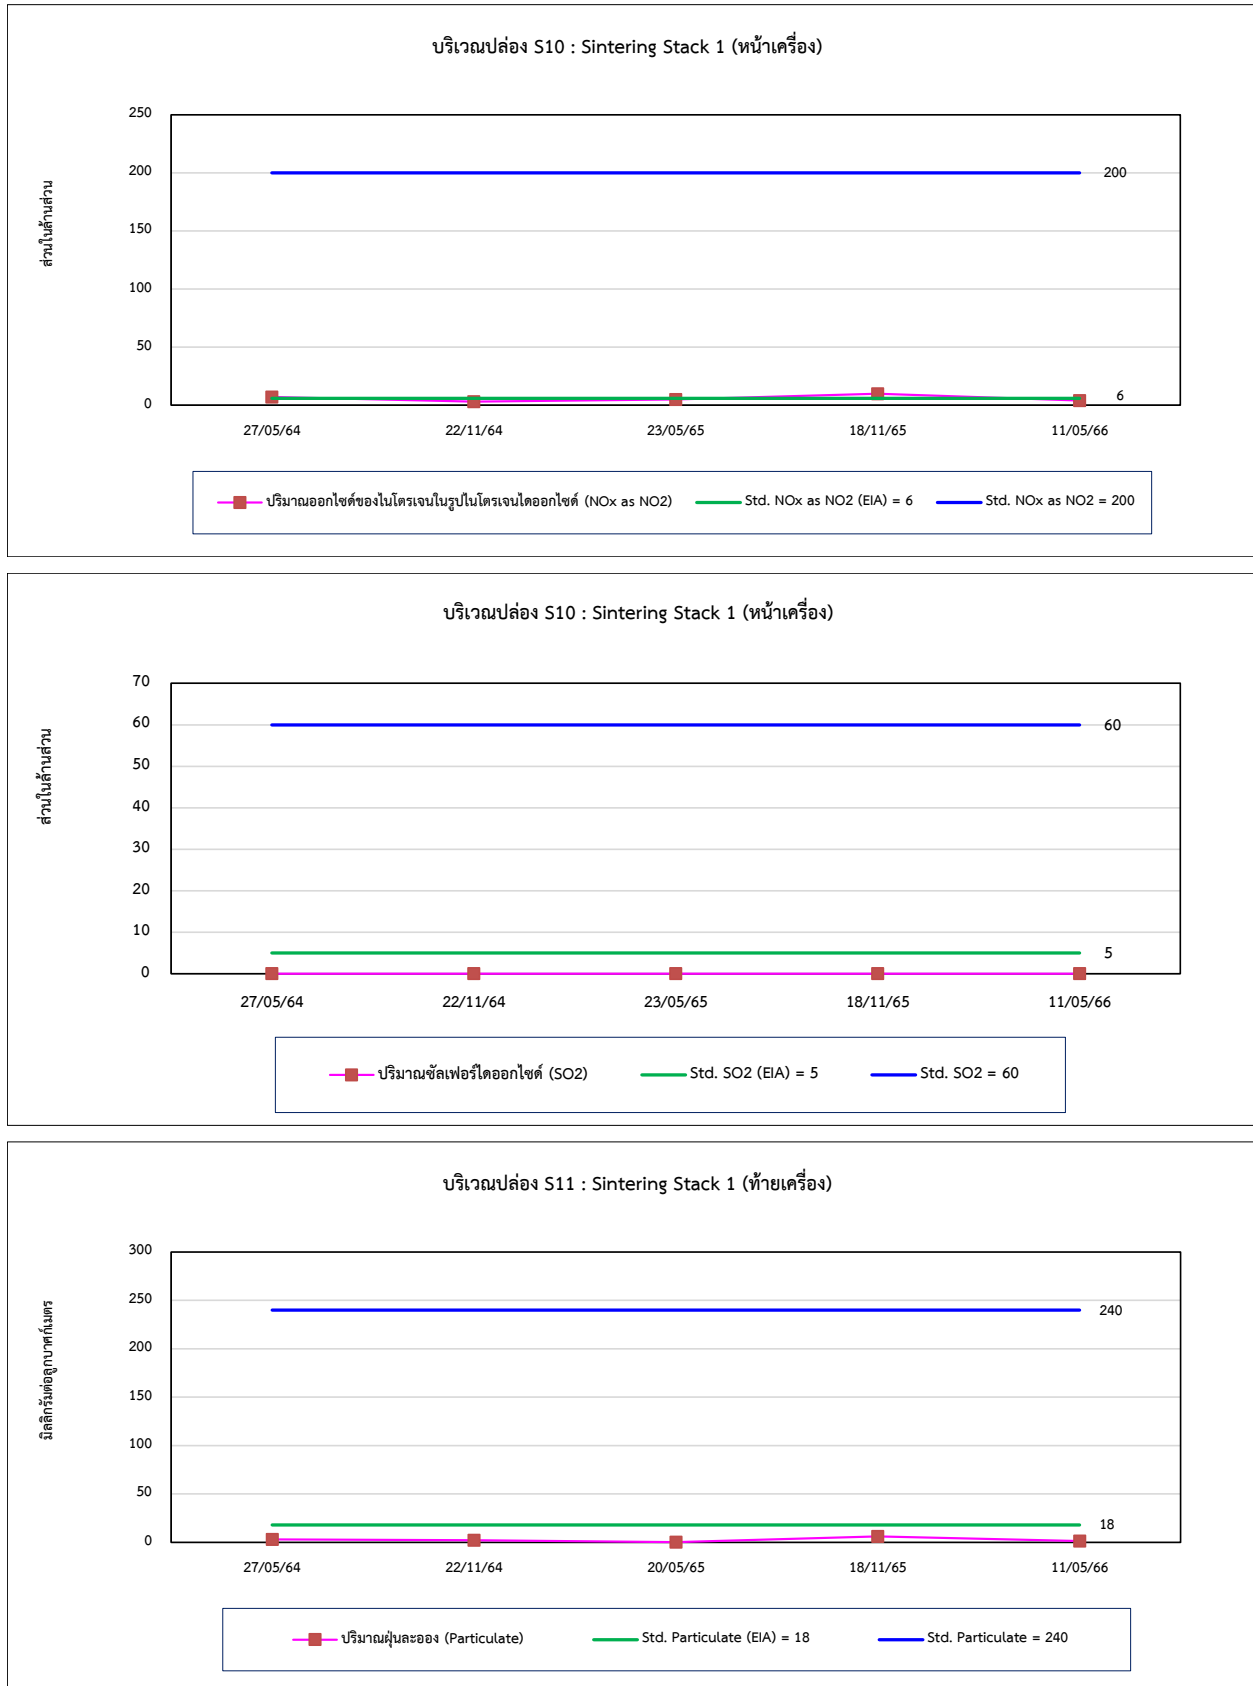 บริเวณปล่อง S10 : Sintering Stack 1 (หน้าเครื่อง)
ส่วนในล้านส่วน
250
200
150
100
50
0
200
6
27/05/64 22/11/64 23/05/65 18/11/65 11/05/66
ปริมาณออกไซด์ของไนโตรเจนในรูปไนโตรเจนไดออกไซด์ (NOx as NO2) Std. NOx as NO2 (EIA) = 6 Std. NOx as NO2 = 200
บริเวณปล่อง S10 : Sintering Stack 1 (หน้าเครื่อง)
ส่วนในล้านส่วน
70
60
50
40
30
20
10
0
60
5
27/05/64 22/11/64 23/05/65 18/11/65 11/05/66
ปริมาณซัลเฟอร์ไดออกไซด์ (SO2) Std. SO2 (EIA) = 5 Std. SO2 = 60
บริเวณปล่อง S11 : Sintering Stack 1 (ท้ายเครื่อง)
มิลลิกรัมต่อลูกบาศก์เมตร
300
250
200
150
100
50
0
240
18
27/05/64 22/11/64 20/05/65 18/11/65 11/05/66
ปริมาณฝุ่นละออง (Particulate) Std. Particulate (EIA) = 18 Std. Particulate = 240